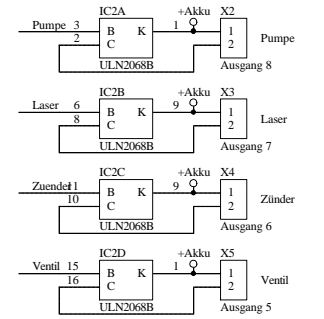 IC2A +Akku X2
Pumpe 3 B K 1 1 Pumpe
2 C 2
ULN2068B Ausgang 8
IC2B +Akku X3
Laser 6 B K 9 1 Laser
8 C 2
ULN2068B Ausgang 7
IC2C +Akku X4
Zuender 11 B K 9 1 Zünder
10 C 2
ULN2068B Ausgang 6
IC2D +Akku X5
Ventil 15 B K 1 1 Ventil
16 C 2
ULN2068B Ausgang 5